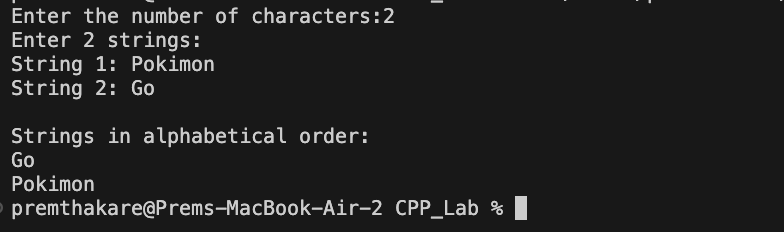 Enter the number of characters:2
Enter 2 strings:
String 1: Pokimon
String 2: Go
Strings in alphabetical order:
Go
Pokimon
premthakare@Prems-MacBook-Air-2 CPP_Lab %